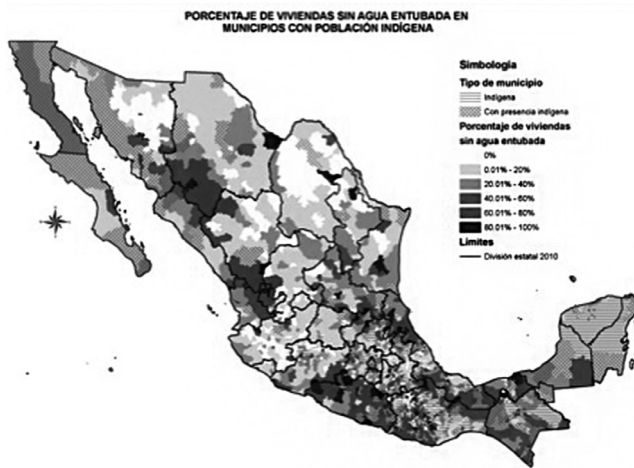 PORCENTAJE DE VIVIENDAS SIN AGUA ENTUBADA EN
MUNICIPIOS CON POBLACIÓN INDÍGENA
Simbología
Tipo de municipio
Indígena
Con presencia indígena
Porcentaje de viviendas
sin agua entubada
0%
0.01% - 20%
20.01% - 40%
40.01% - 60%
60.01% - 80%
80.01% - 100%
Límites
División estatal 2010